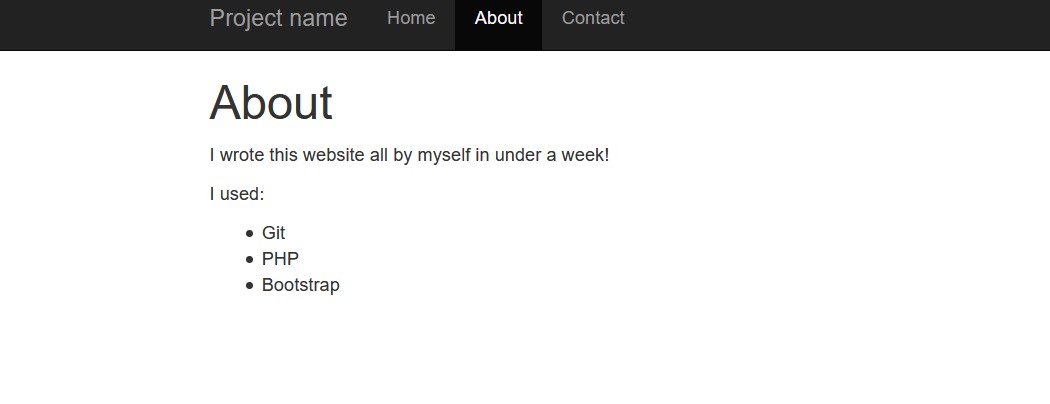 Project name Home About Contact
About
I wrote this website all by myself in under a week!
I used:
Git
PHP
Bootstrap